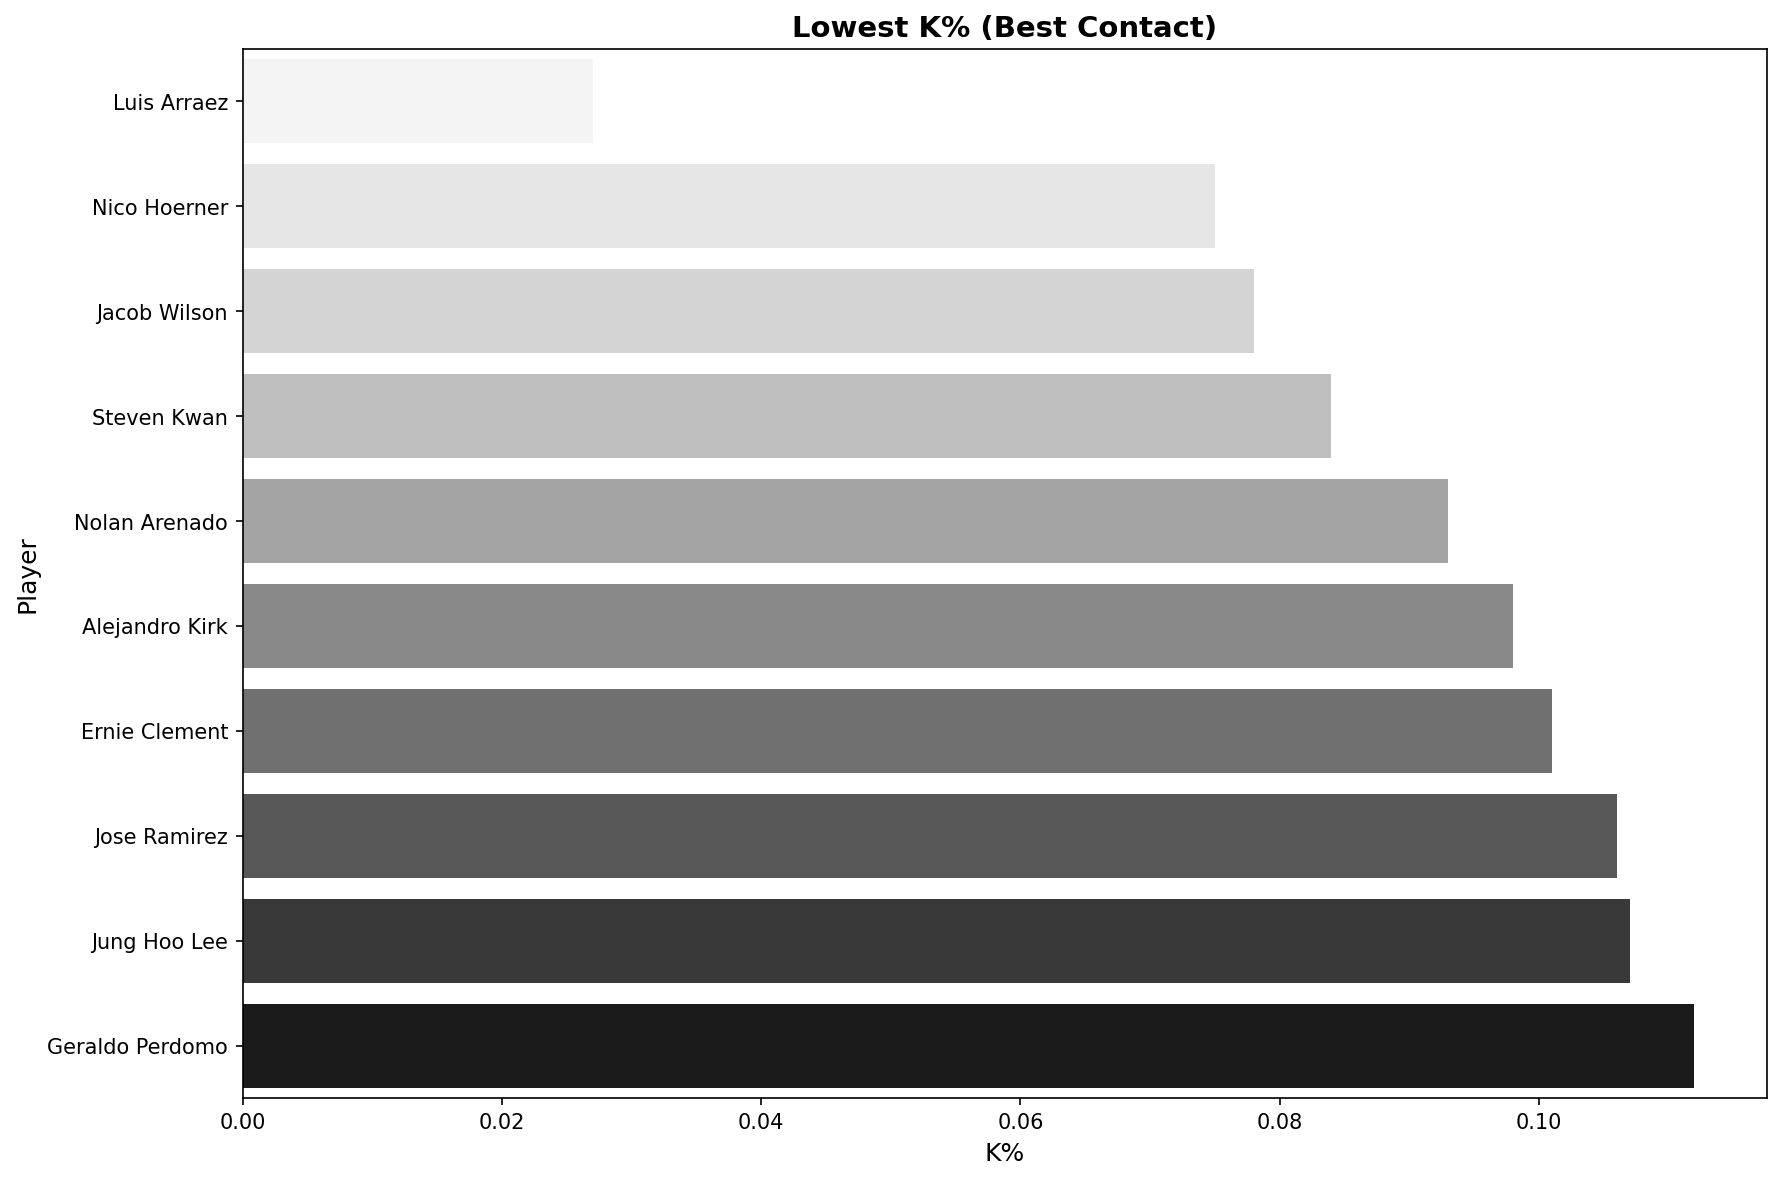 Lowest K% (Best Contact)
Player
Luis Arraez
Nico Hoerner
Jacob Wilson
Steven Kwan
Nolan Arenado
Alejandro Kirk
Ernie Clement
Jose Ramirez
Jung Hoo Lee
Geraldo Perdomo
0.00 0.02 0.04 0.06 0.08 0.10
K%